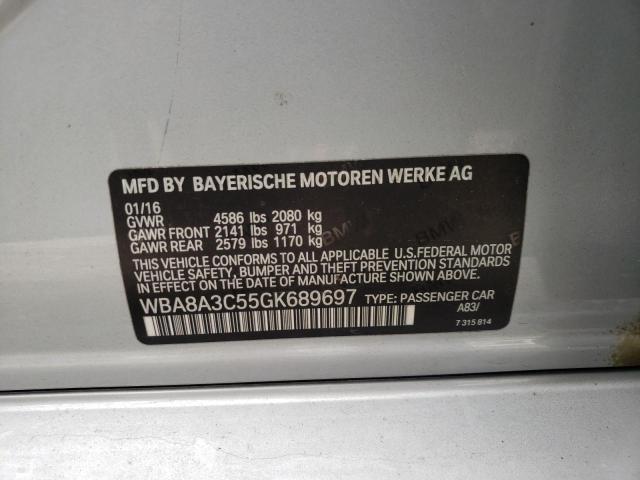 MFD BY BAYERISCHE MOTOREN WERKE AG
01/16
GVWR 4586 lbs 2080 kg
GAWR FRONT 2141 lbs 971 kg
GAWR REAR 2579 lbs 1170 kg
THIS VEHICLE CONFORMS TO ALL APPLICABLE U.S.FEDERAL MOTOR
VEHICLE SAFETY, BUMPER AND THEFT PREVENTION STANDARDS
IN EFFECT ON THE DATE OF MANUFACTURE SHOWN ABOVE.
WBA8A3C55GK689697 TYPE: PASSENGER CAR
A83/
7 315 814